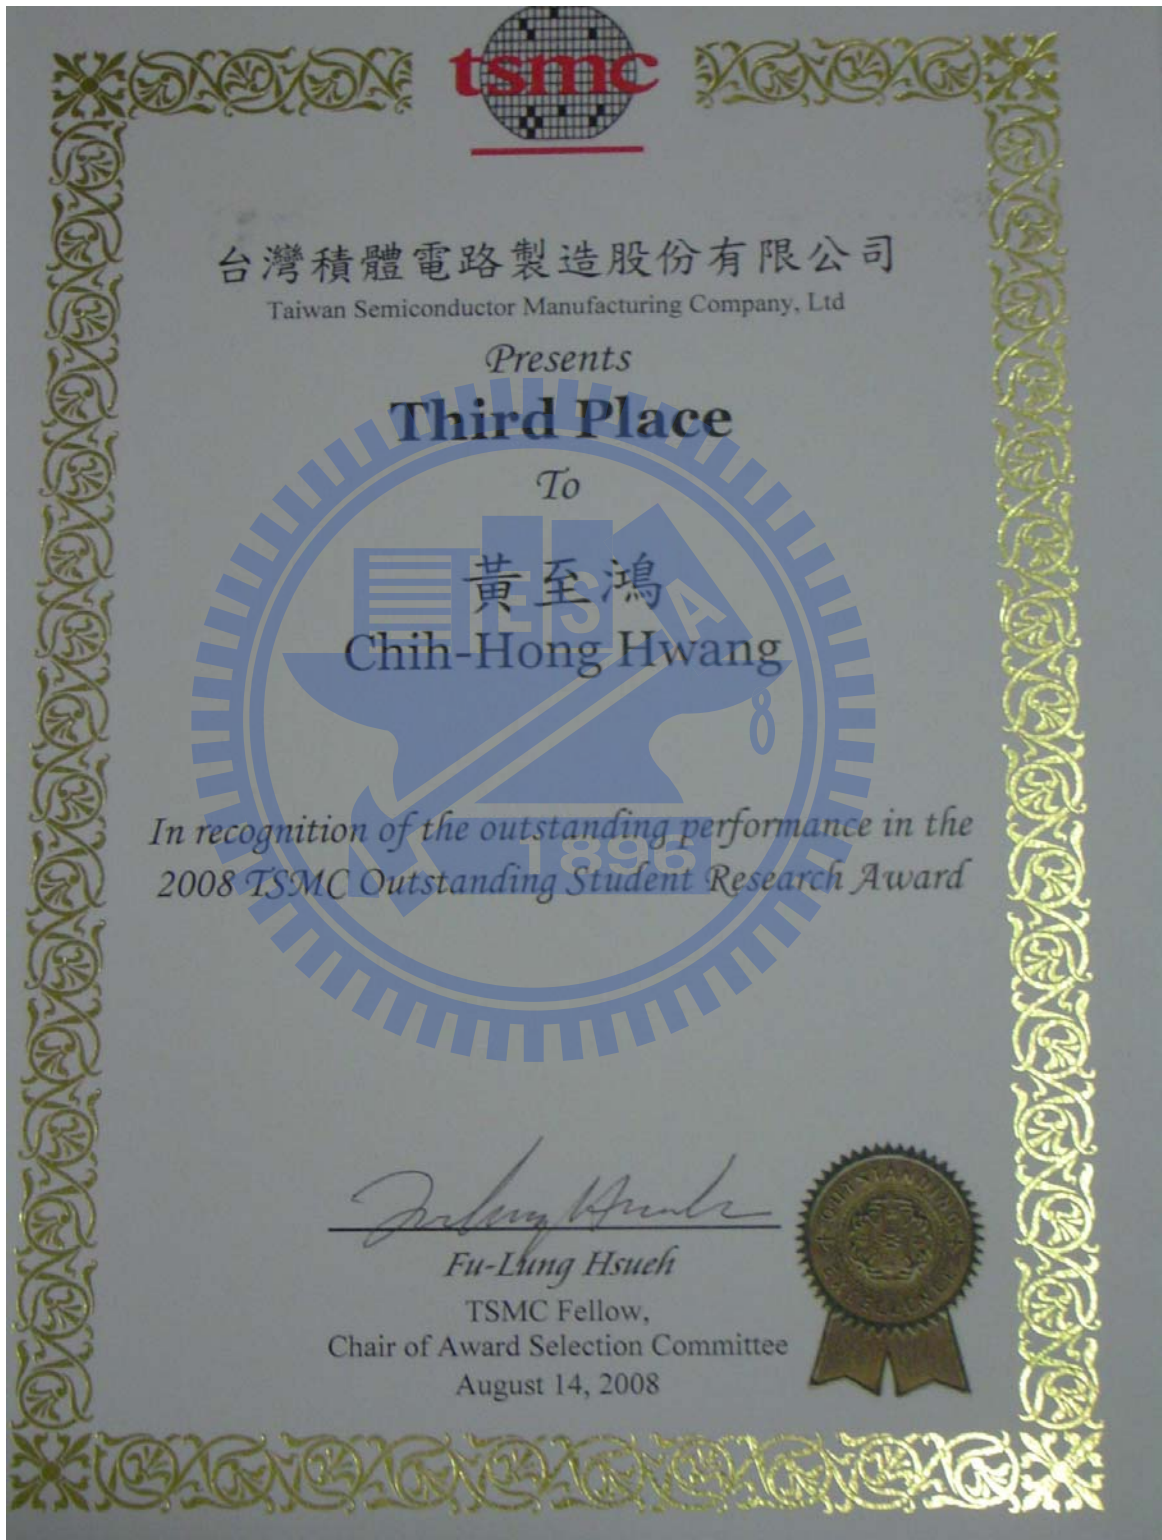 tsmc
台灣積體電路製造股份有限公司
Taiwan Semiconductor Manufacturing Company, Ltd
Presents
Third Place
To
黃至鴻
Chih-Hong Hwang
ES A
In recognition of the outstanding performance in the
1896
2008 TSMC Outstanding Student Research Award
Fu-Lung Hsueh
TSMC Fellow,
Chair of Award Selection Committee
August 14, 2008
OUTSTANDING
EXCELLENCE